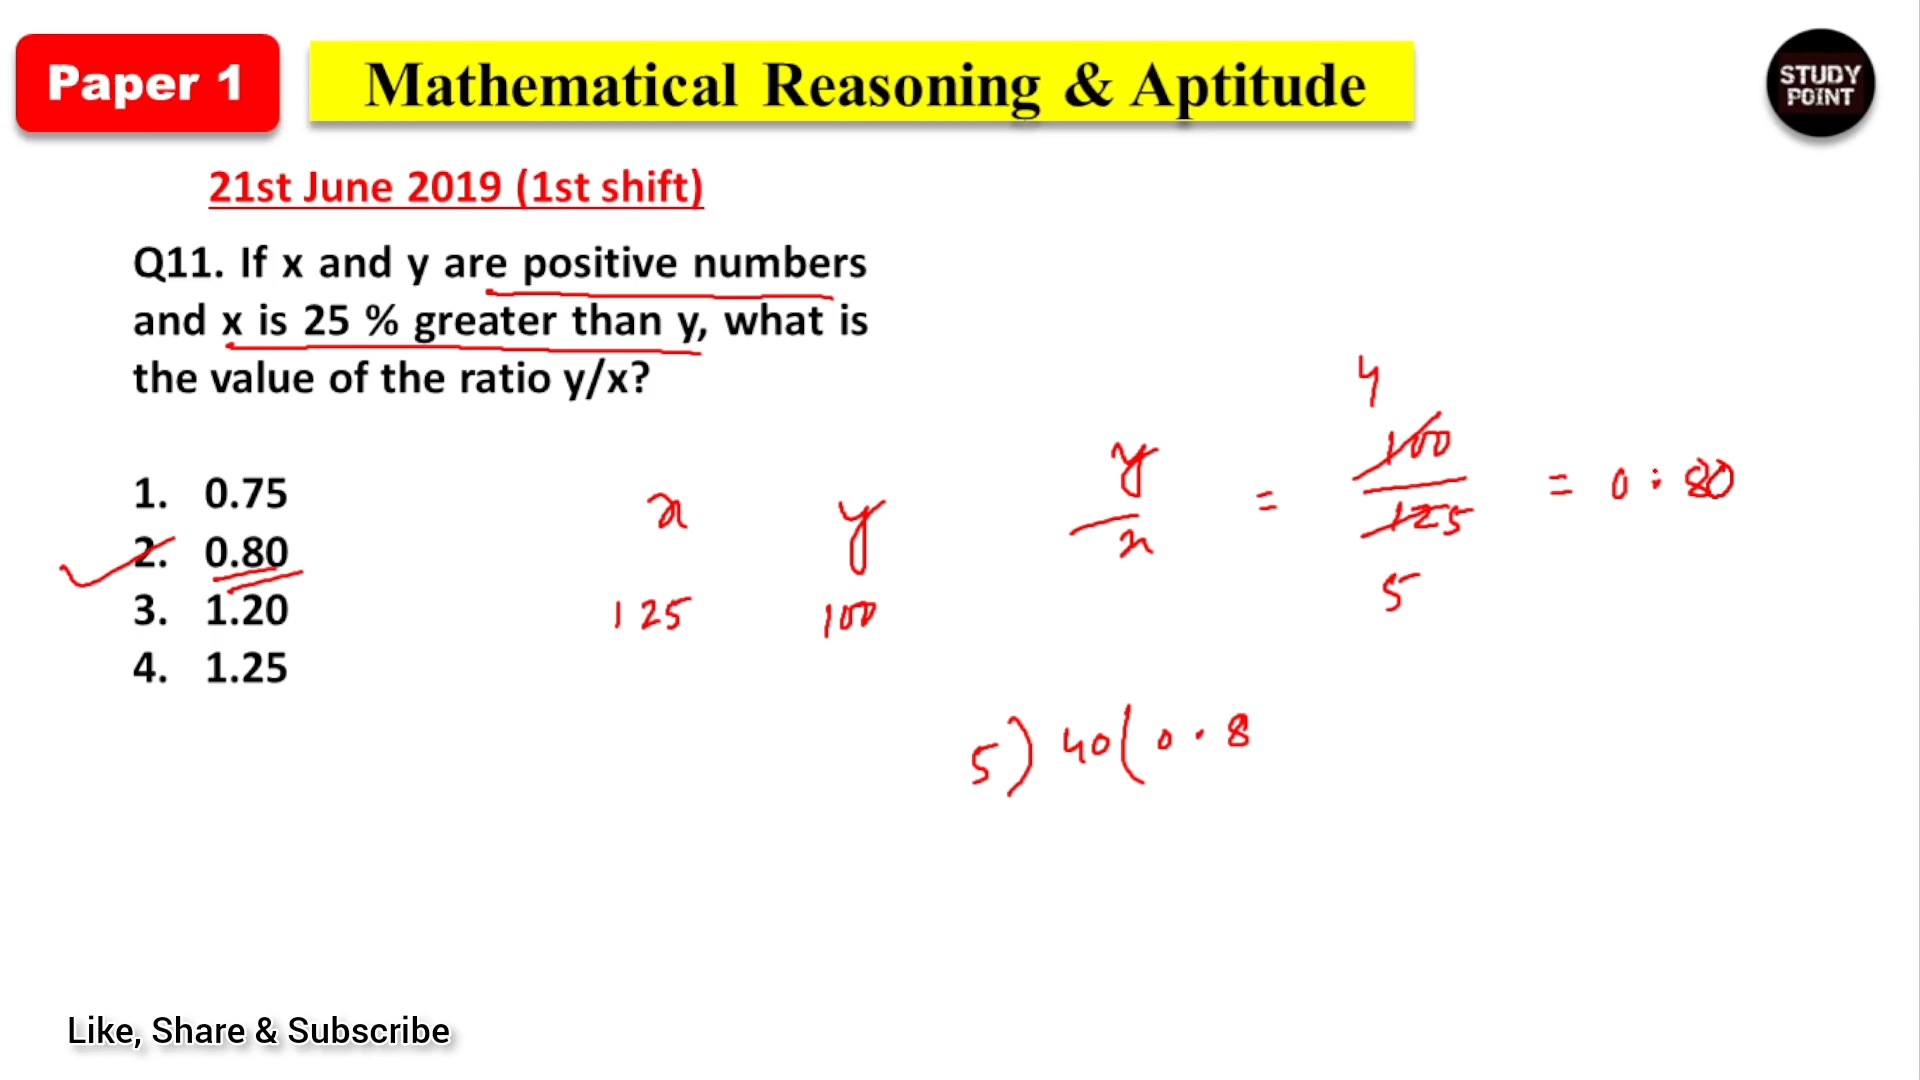 Paper 1
Mathematical Reasoning & Aptitude
STUDY
POINT
21st June 2019 (1st shift)
Q11. If x and y are positive numbers
and x is 25 % greater than y, what is
the value of the ratio y/x?
1. 0.75
2. 0.80
3. 1.20
4. 1.25
x y
125 100
y/x = 100/125 = 0.80
4
5
5) 40 ( 0.8
Like, Share & Subscribe